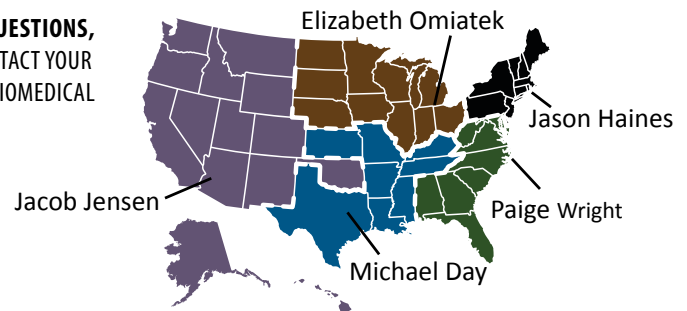 UESTIONS,
TACT YOUR
IOMEDICAL
Elizabeth Omiatek
Jason Haines
Jacob Jensen
Paige Wright
Michael Day